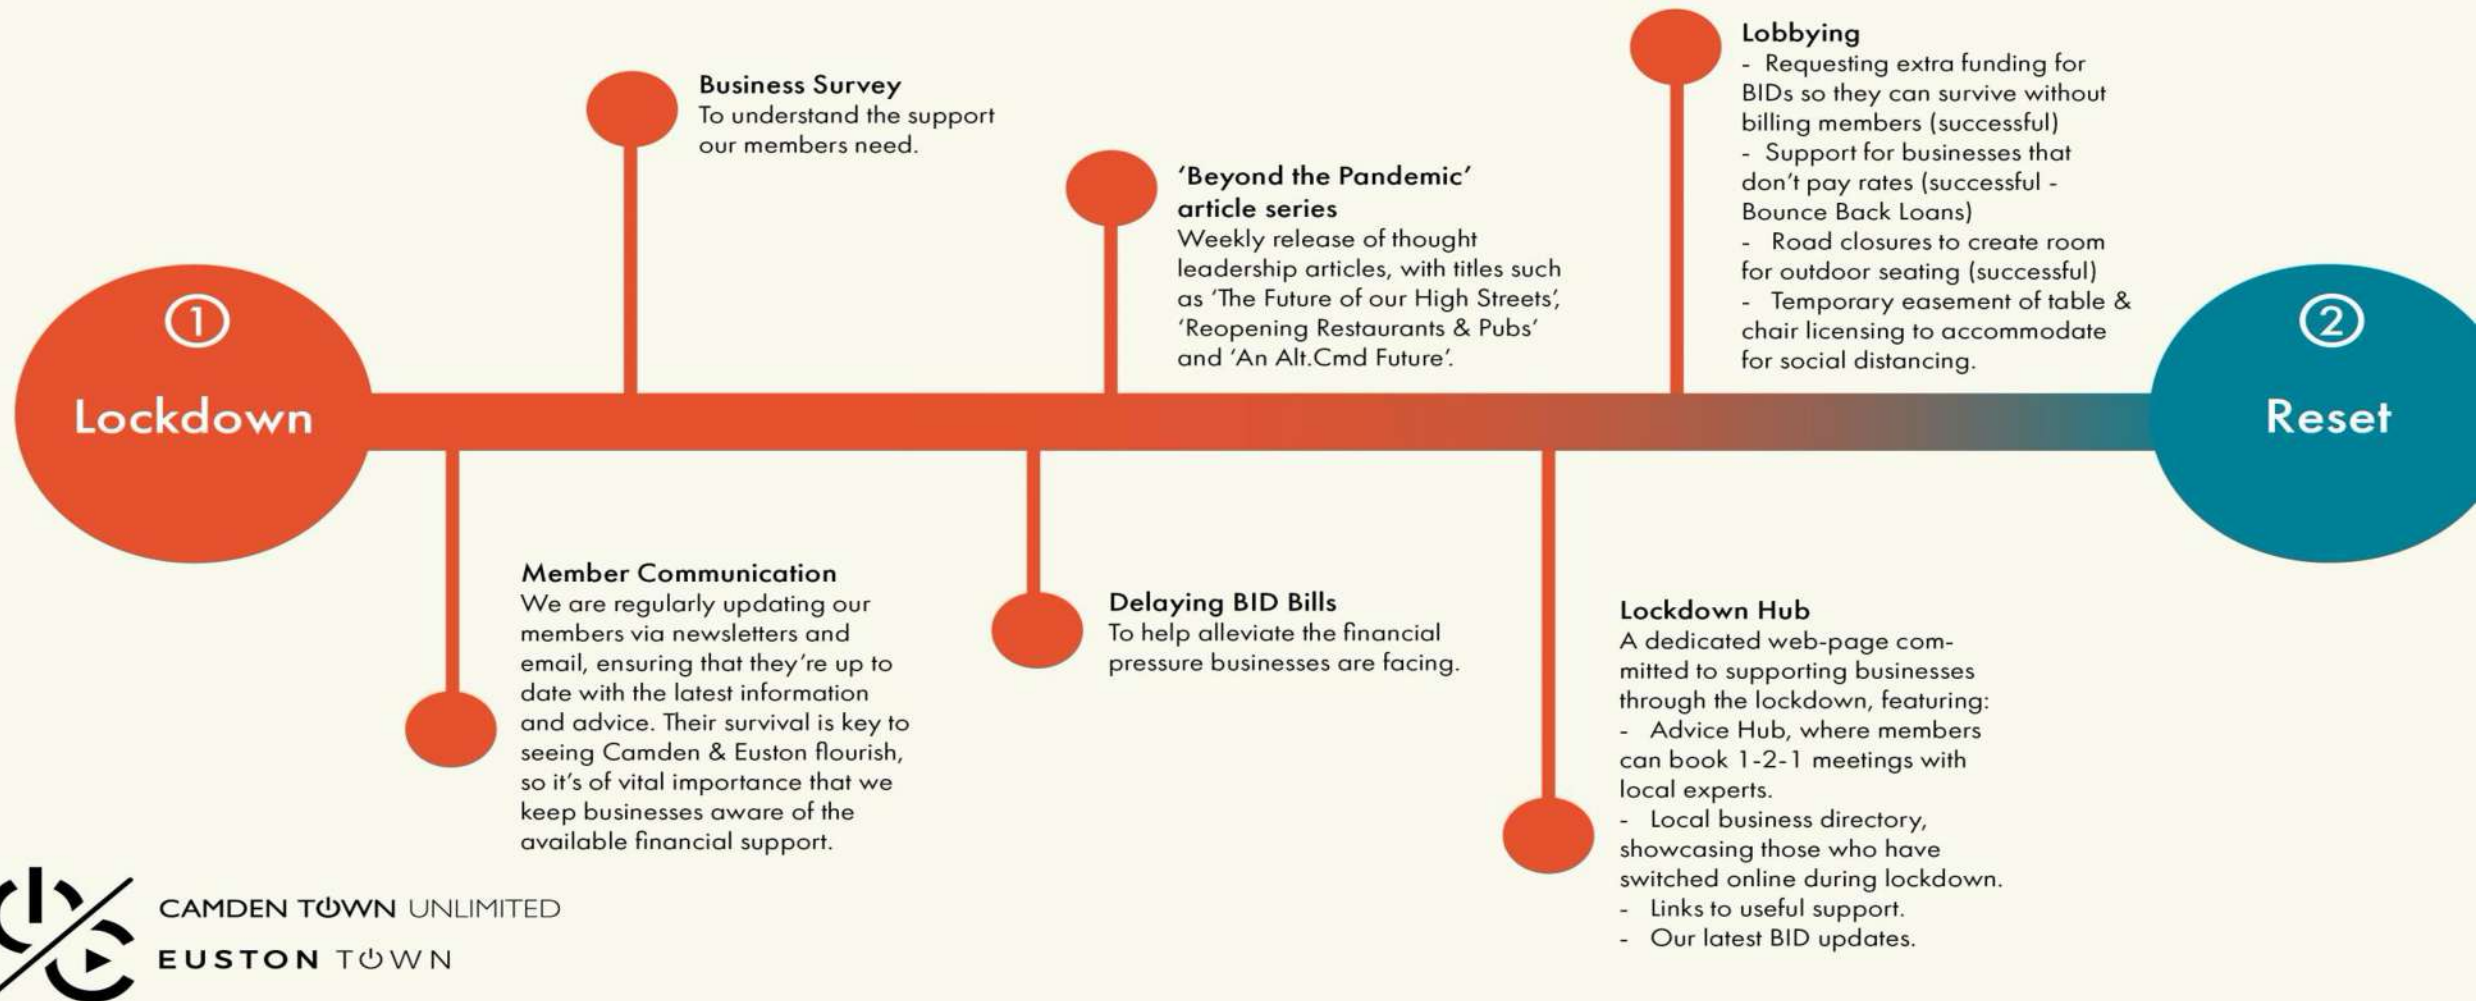 1
Lockdown
Member Communication
We are regularly updating our
members via newsletters and
email, ensuring that they're up to
date with the latest information
and advice. Their survival is key to
seeing Camden & Euston flourish,
so it's of vital importance that we
keep businesses aware of the
available financial support.
Business Survey
To understand the support
our members need.
Delaying BID Bills
To help alleviate the financial
pressure businesses are facing.
'Beyond the Pandemic'
article series
Weekly release of thought
leadership articles, with titles such
as 'The Future of our High Streets',
'Reopening Restaurants & Pubs'
and 'An Alt.Cmd Future'.
Lockdown Hub
A dedicated web-page com-
mitted to supporting businesses
through the lockdown, featuring:
- Advice Hub, where members
can book 1-2-1 meetings with
local experts.
- Local business directory,
showcasing those who have
switched online during lockdown.
- Links to useful support.
- Our latest BID updates.
Lobbying
- Requesting extra funding for
BIDs so they can survive without
billing members (successful)
- Support for businesses that
don't pay rates (successful -
Bounce Back Loans)
- Road closures to create room
for outdoor seating (successful)
- Temporary easement of table &
chair licensing to accommodate
for social distancing.
2
Reset
CAMDEN TOWN UNLIMITED
EUSTON TOWN